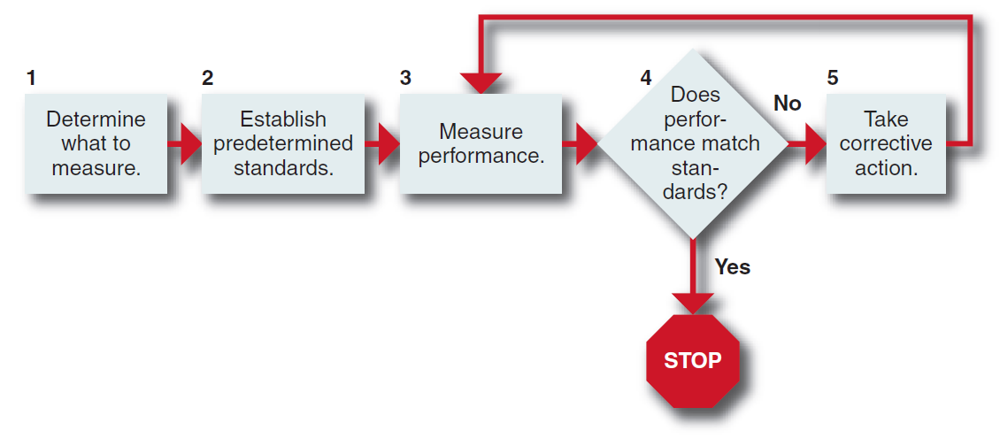 1
Determine
what to
measure.
2
Establish
predetermined
standards.
3
Measure
performance.
4
Does
perfor-
mance match
stan-
dards?
No
5
Take
corrective
action.
Yes
STOP